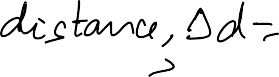 distance, Δd =